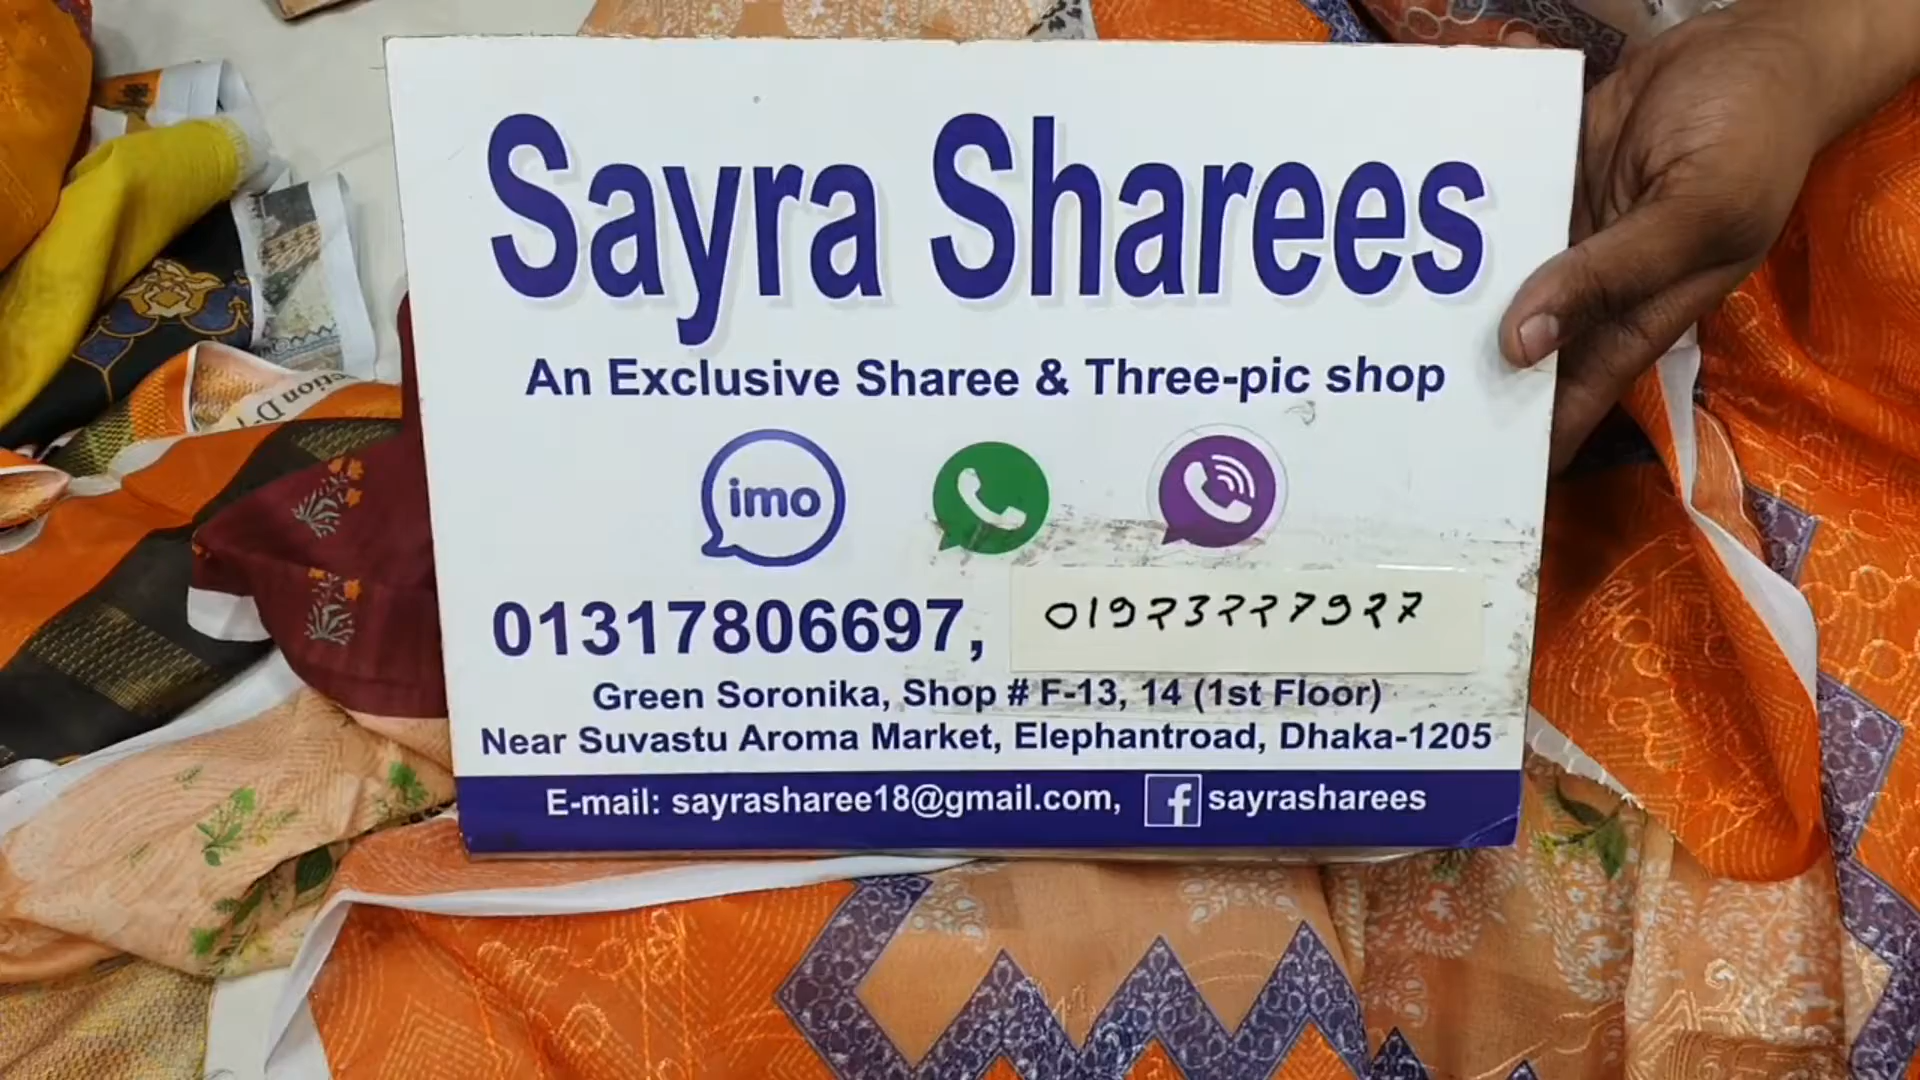 Sayra Sharees
An Exclusive Sharee & Three-pic shop
imo
01317806697, 01923227927
Green Soronika, Shop # F-13, 14 (1st Floor)
Near Suvastu Aroma Market, Elephantroad, Dhaka-1205
E-mail: sayrasharee18@gmail.com, f sayrasharees